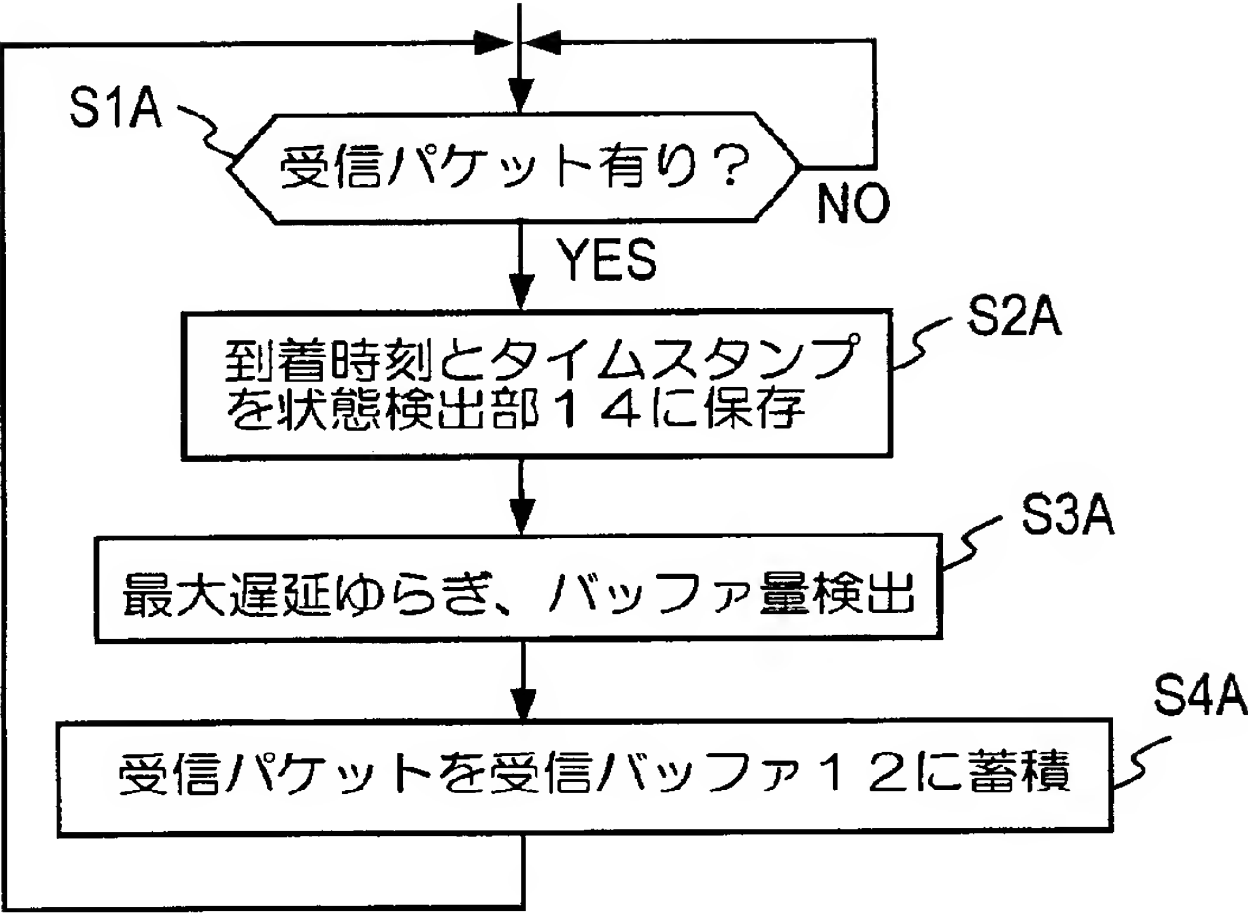 S1A
受信パケット有り？
NO
YES
S2A
到着時刻とタイムスタンプ
を状態検出部１４に保存
S3A
最大遅延ゆらぎ、バッファ量検出
S4A
受信パケットを受信バッファ１２に蓄積